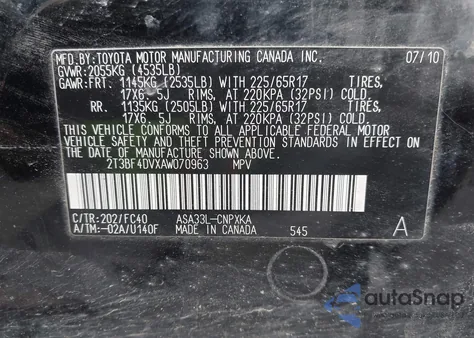 MFD.BY:TOYOTA MOTOR MANUFACTURING CANADA INC. 07/10
GVWR:2055KG (4535LB)
GAWR:FRT. 1145KG (2535LB) WITH 225/65R17 TIRES,
17X6.5J RIMS, AT 220KPA (32PSI) COLD.
RR. 1135KG (2505LB) WITH 225/65R17 TIRES,
17X6.5J RIMS, AT 220KPA (32PSI) COLD.
THIS VEHICLE CONFORMS TO ALL APPLICABLE FEDERAL MOTOR
VEHICLE SAFETY AND THEFT PREVENTION STANDARDS IN
EFFECT ON THE DATE OF MANUFACTURE SHOWN ABOVE.
2T3BF4DVXAW070963 MPV
C/TR:202/FC40 ASA33L-CNPXKA
A/TM:-02A/U140F MADE IN CANADA 545 A
autoSnap